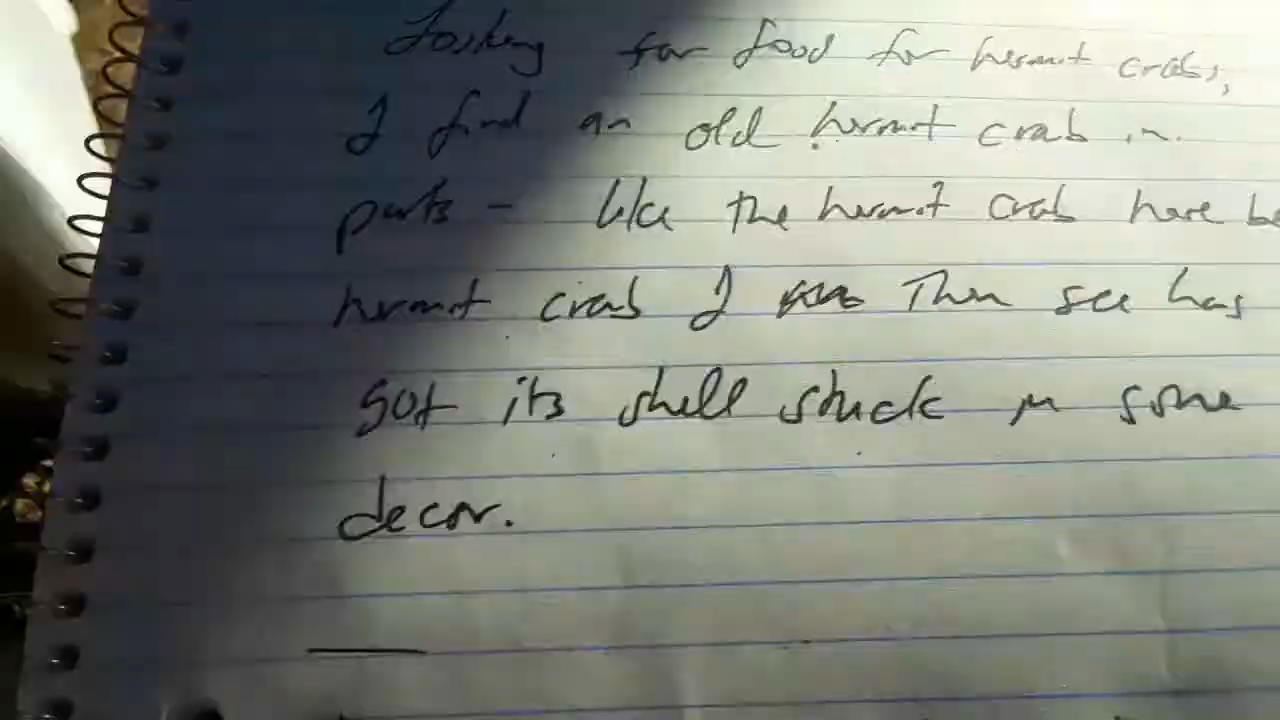 Looking for food for hermit crabs,
I find an old hermit crab in
parts - like the hermit crab here be
hermit crab I then see has
got its shell stuck in some
decor.